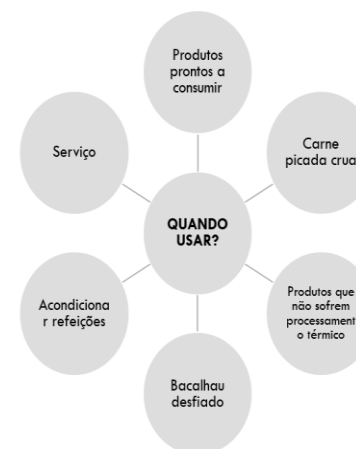 Produtos
prontos a
consumir
Serviço
Carne
picada crua
QUANDO
USAR?
Acondiciona
r refeições
Produtos que
não sofrem
processament
o térmico
Bacalhau
desfiado